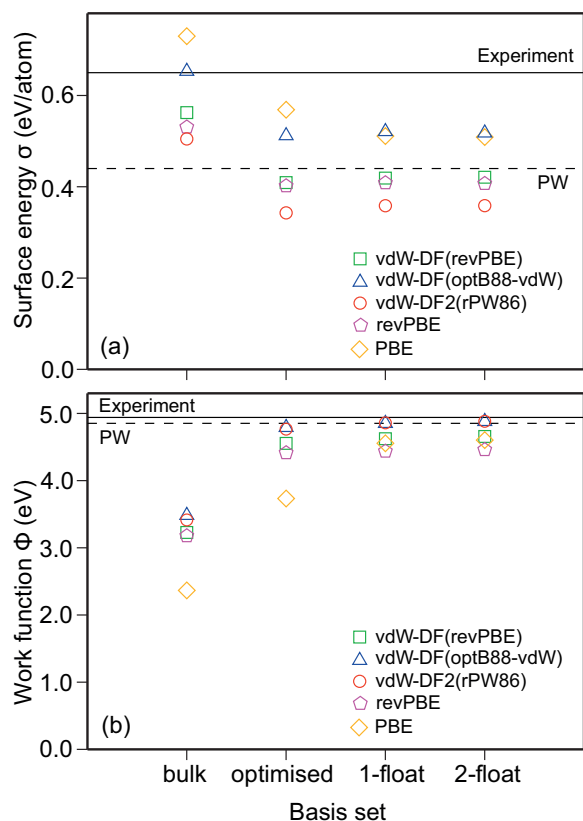 Surface energy σ (eV/atom)
0.6
0.4
0.2
0.0
Experiment
PW
vdW-DF(revPBE)
vdW-DF(optB88-vdW)
vdW-DF2(rPW86)
revPBE
PBE
(a)
Work function Φ (eV)
5.0
4.0
3.0
2.0
1.0
0.0
Experiment
PW
vdW-DF(revPBE)
vdW-DF(optB88-vdW)
vdW-DF2(rPW86)
revPBE
PBE
(b)
bulk optimised 1-float 2-float
Basis set